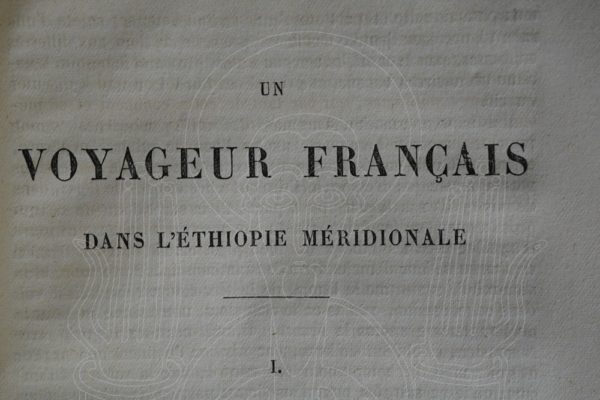 UN
VOYAGEUR FRANÇAIS
DANS L'ÉTHIOPIE MÉRIDIONALE
I.